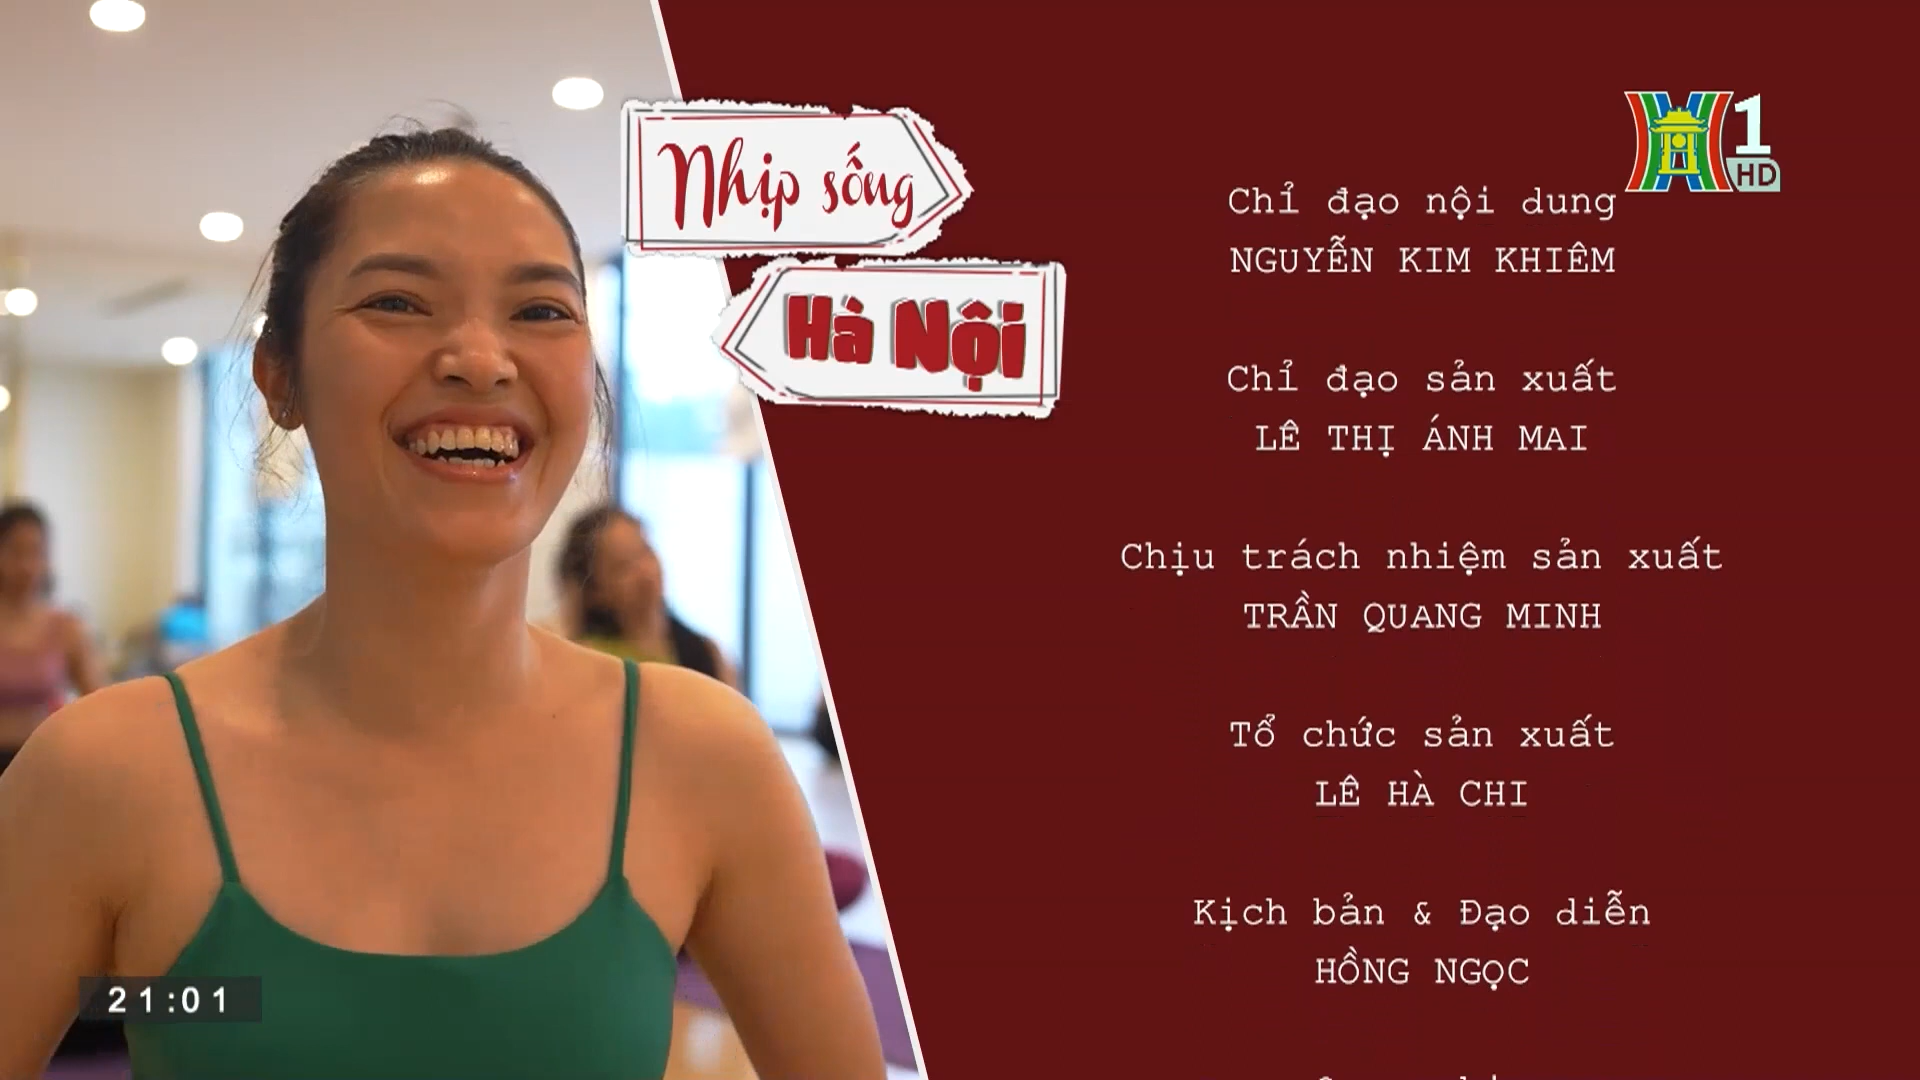 Nhịp sống
Hà Nội
1
HD
Chỉ đạo nội dung
NGUYỄN KIM KHIÊM
Chỉ đạo sản xuất
LÊ THỊ ÁNH MAI
Chịu trách nhiệm sản xuất
TRẦN QUANG MINH
Tổ chức sản xuất
LÊ HÀ CHI
Kịch bản & Đạo diễn
HỒNG NGỌC
21:01